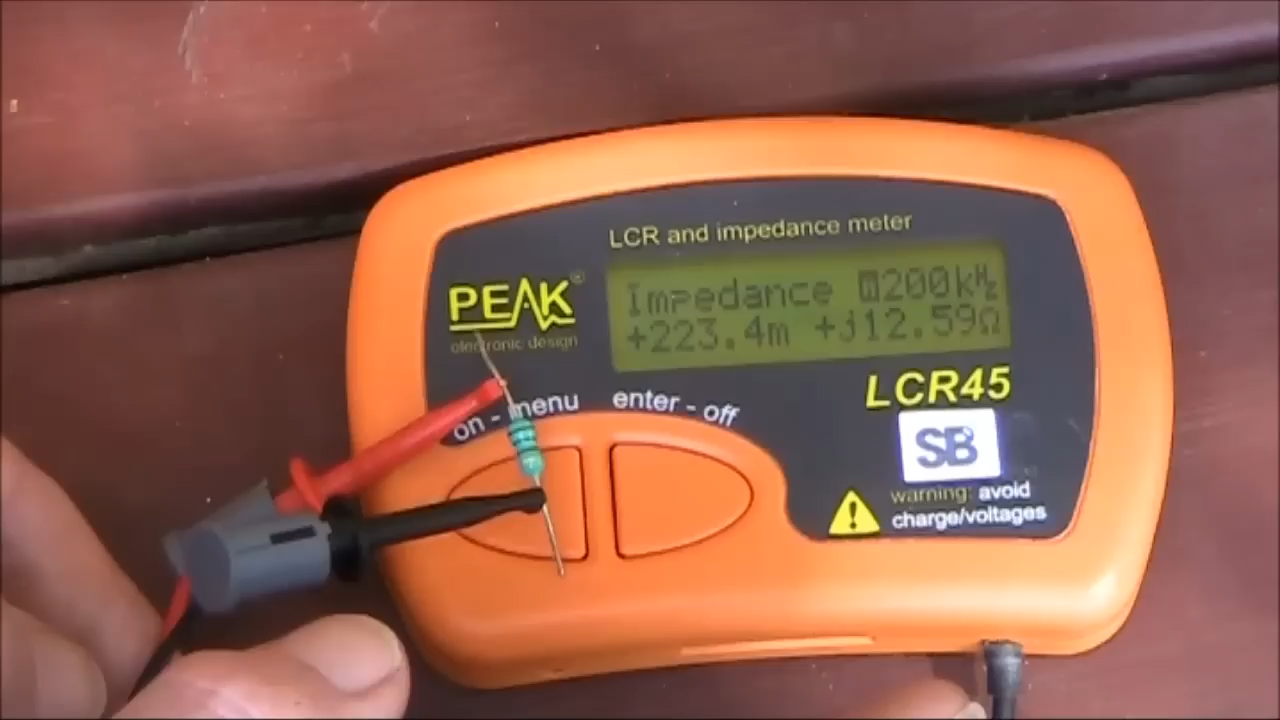 LCR and impedance meter
PEAK®
electronic design
Impedance @200kHz
+223.4m +j12.59Ω
LCR45
on - menu
enter - off
SB
warning: avoid
charge/voltages